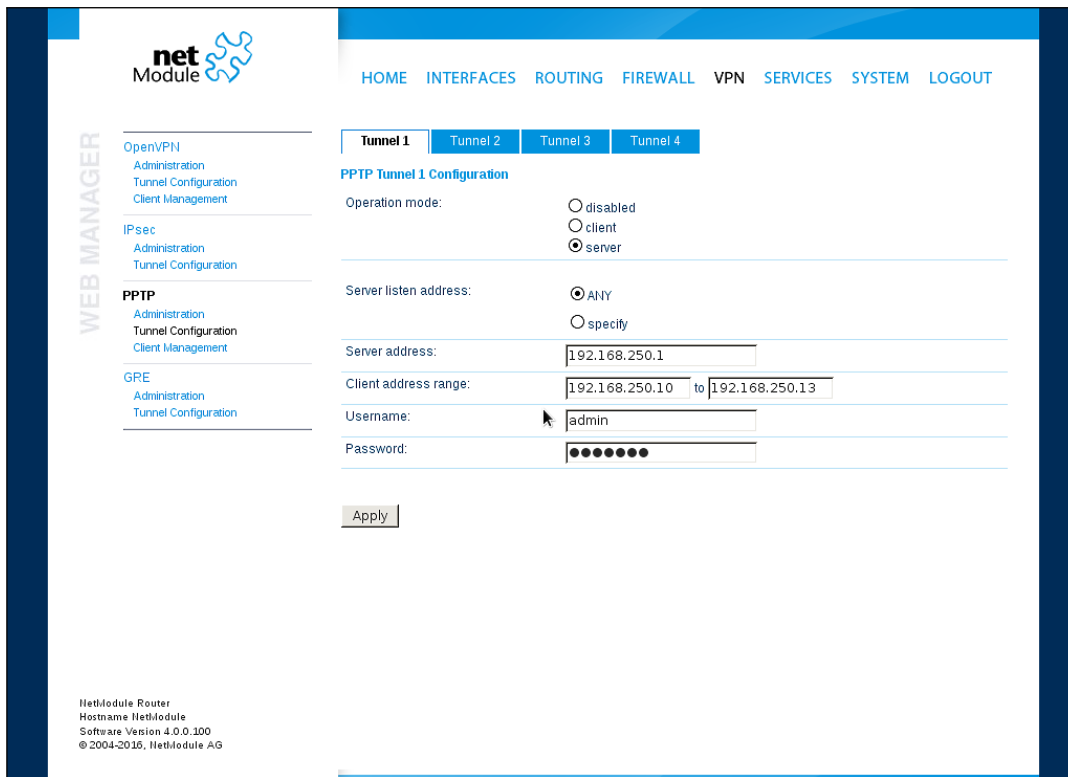 net
Module
HOME INTERFACES ROUTING FIREWALL VPN SERVICES SYSTEM LOGOUT
WEB MANAGER
OpenVPN
Administration
Tunnel Configuration
Client Management
IPsec
Administration
Tunnel Configuration
PPTP
Administration
Tunnel Configuration
Client Management
GRE
Administration
Tunnel Configuration
Tunnel 1 Tunnel 2 Tunnel 3 Tunnel 4
PPTP Tunnel 1 Configuration
Operation mode:
disabled
client
server
Server listen address:
ANY
specify
Server address: 192.168.250.1
Client address range: 192.168.250.10 to 192.168.250.13
Username: admin
Password: ●●●●●●●
Apply
NetModule Router
Hostname NetModule
Software Version 4.0.0.100
© 2004-2016, NetModule AG